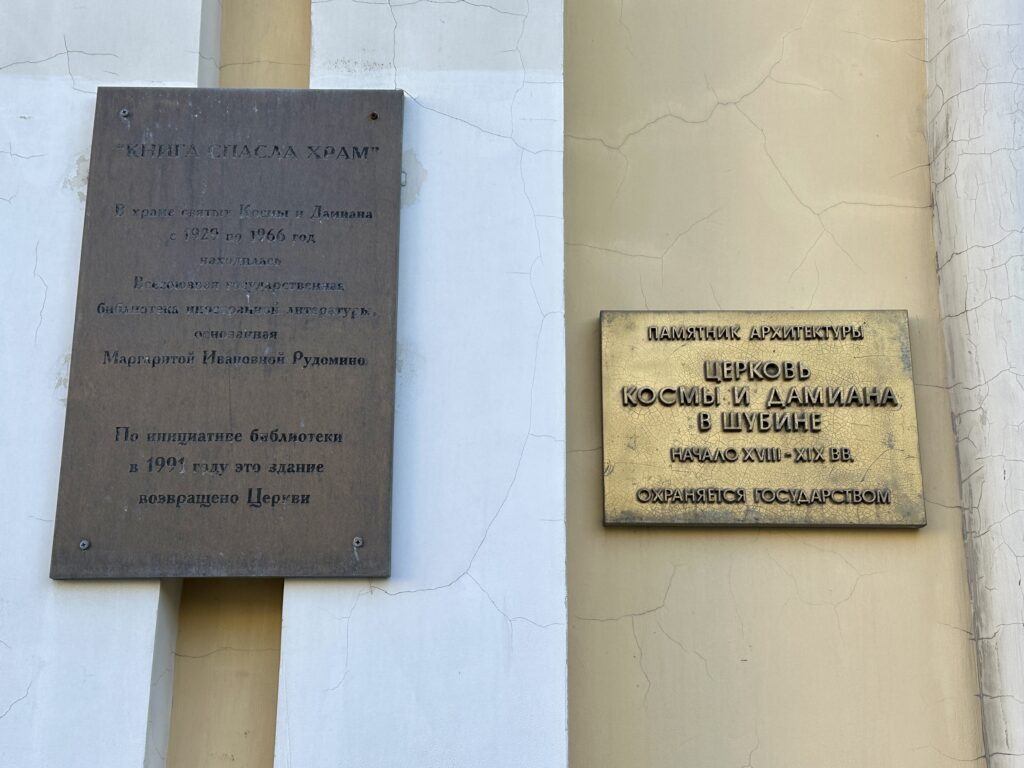 "КНИГА СПАСЛА ХРАМ"
В храме святых Космы и Дамиана
с 1929 по 1966 год
находилась
Всесоюзная государственная
библиотека иностранной литературы,
основанная
Маргаритой Ивановной Рудомино
По инициативе библиотеки
в 1991 году это здание
возвращено Церкви
ПАМЯТНИК АРХИТЕКТУРЫ
ЦЕРКОВЬ
КОСМЫ И ДАМИАНА
В ШУБИНЕ
НАЧАЛО XVIII - XIX ВВ.
ОХРАНЯЕТСЯ ГОСУДАРСТВОМ